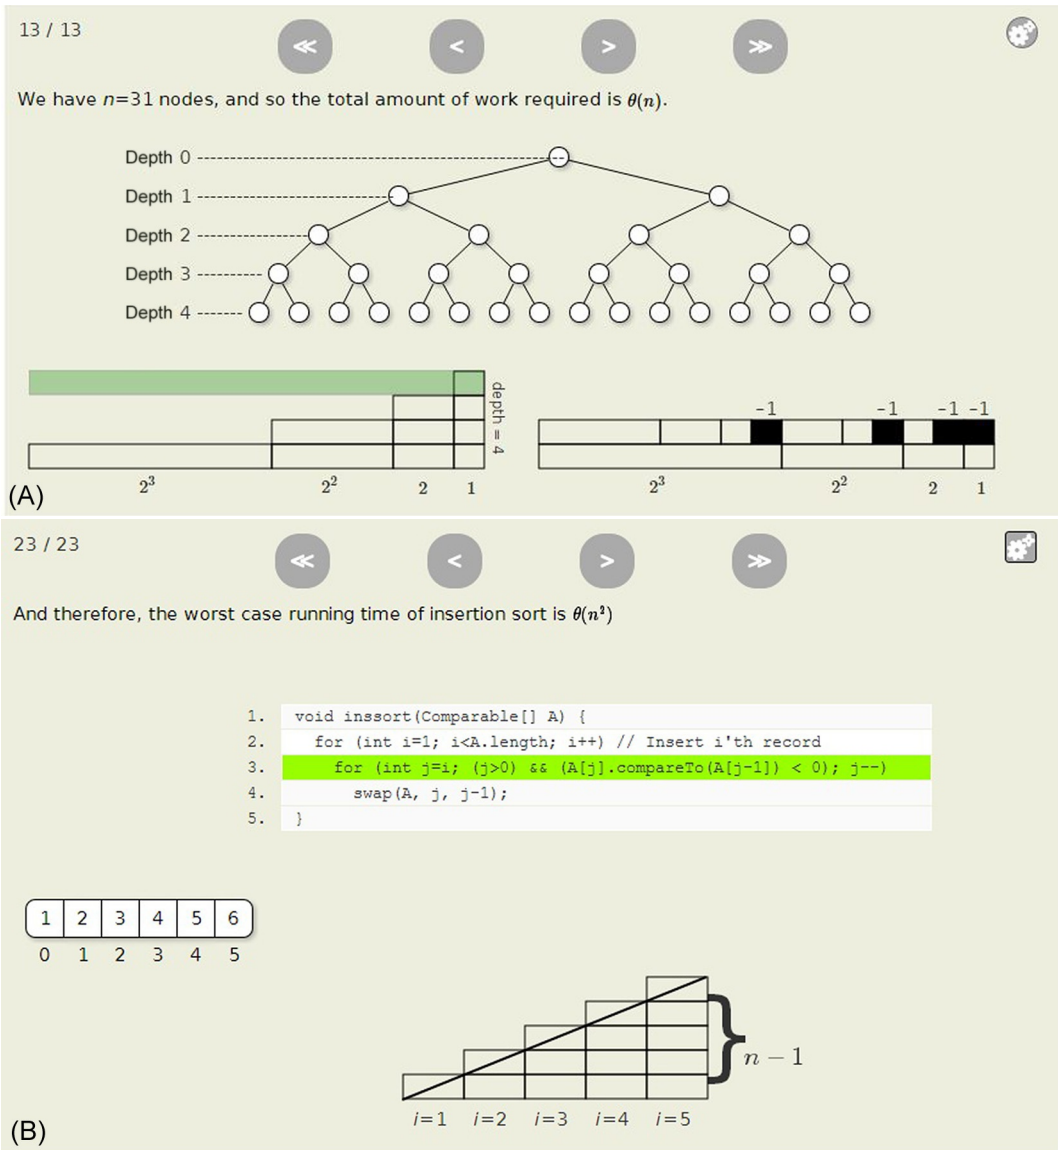 13 / 13
≪ < > ≫
We have n=31 nodes, and so the total amount of work required is θ(n).
Depth 0
Depth 1
Depth 2
Depth 3
Depth 4
depth = 4
-1 -1 -1 -1
2³ 2² 2 1 2³ 2² 2 1
(A)
23 / 23
≪ < > ≫
And therefore, the worst case running time of insertion sort is θ(n²)
1. void inssort(Comparable[] A) {
2. for (int i=1; i<A.length; i++) // Insert i'th record
3. for (int j=i; (j>0) && (A[j].compareTo(A[j-1]) < 0); j--)
4. swap(A, j, j-1);
5. }
1 2 3 4 5 6
0 1 2 3 4 5
} n − 1
i=1 i=2 i=3 i=4 i=5
(B)